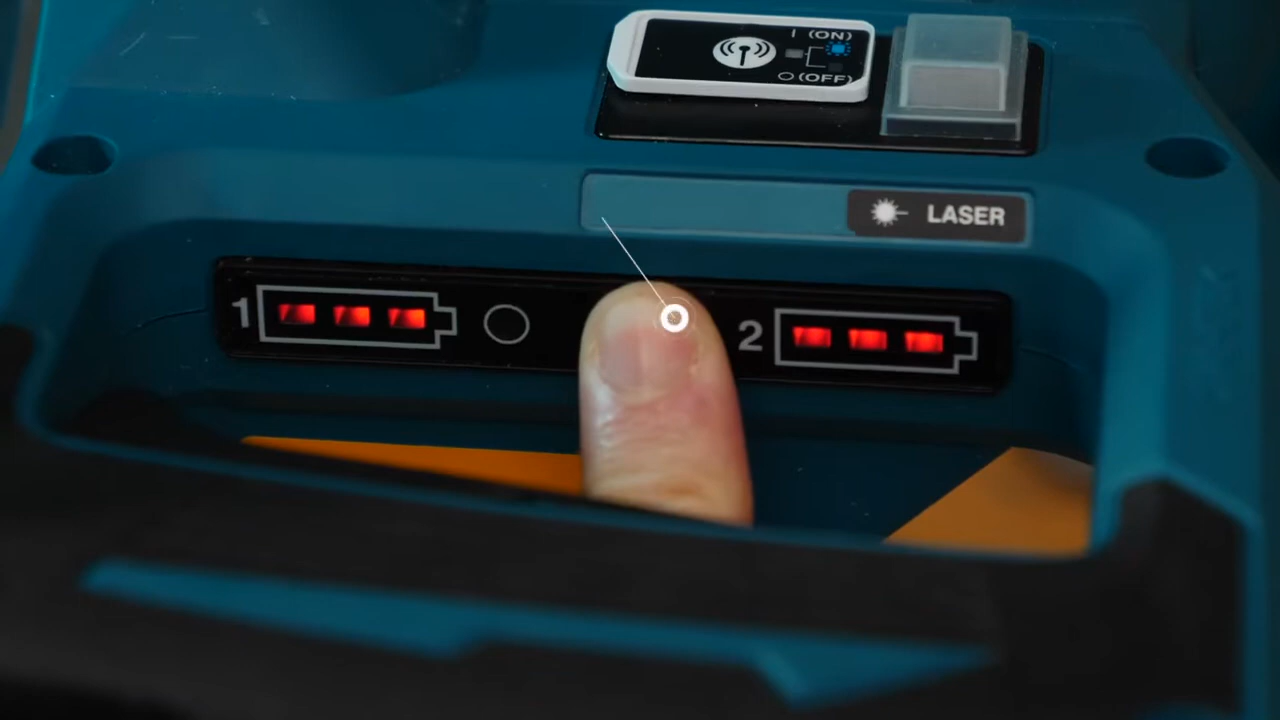 I (ON)
○(OFF)
LASER
1
2